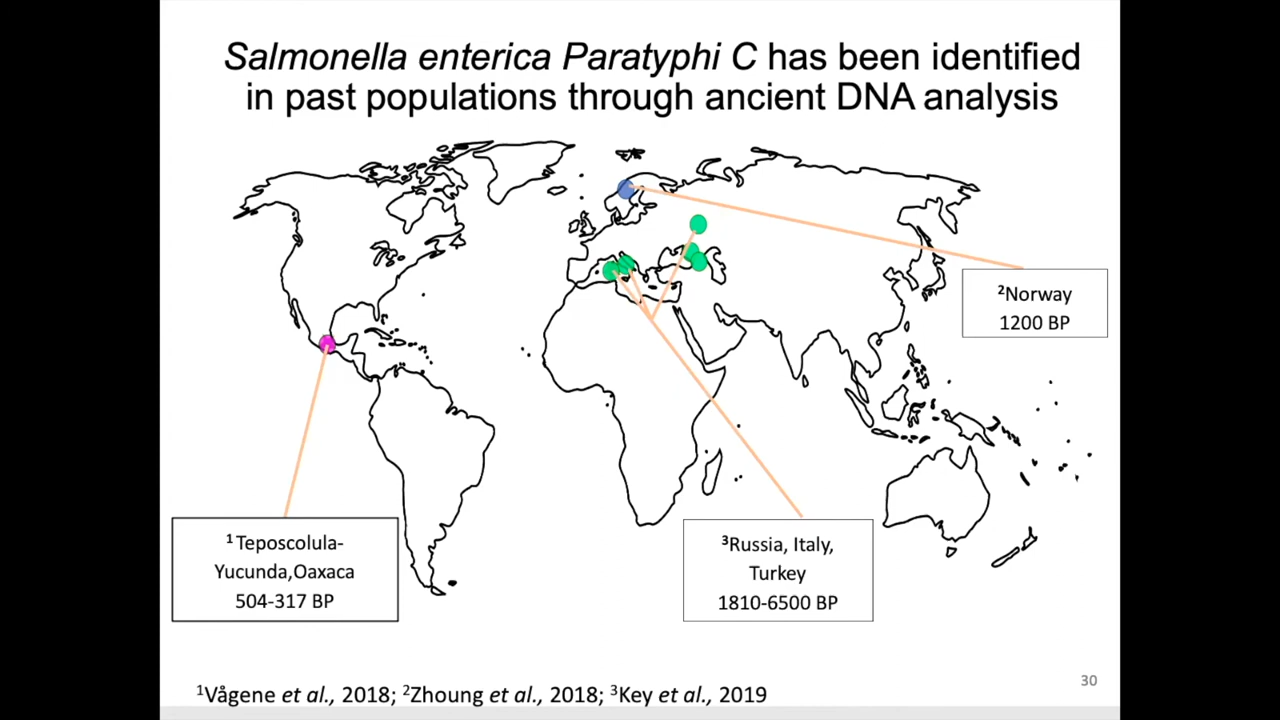 Salmonella enterica Paratyphi C has been identified
in past populations through ancient DNA analysis
²Norway
1200 BP
¹Teposcolula-
Yucunda,Oaxaca
504-317 BP
³Russia, Italy,
Turkey
1810-6500 BP
30
¹Vågene et al., 2018; ²Zhoung et al., 2018; ³Key et al., 2019